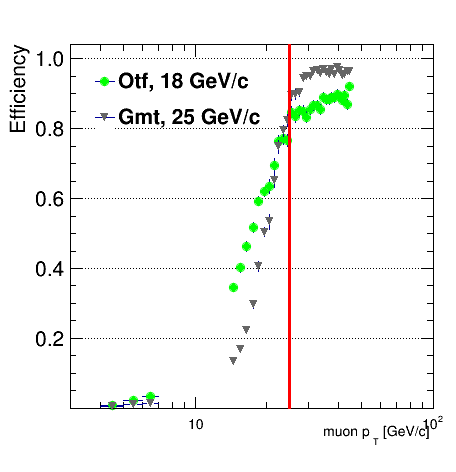 Efficiency
1.0
0.8
0.6
0.4
0.2
Otf, 18 GeV/c
Gmt, 25 GeV/c
10
10²
muon p_T [GeV/c]